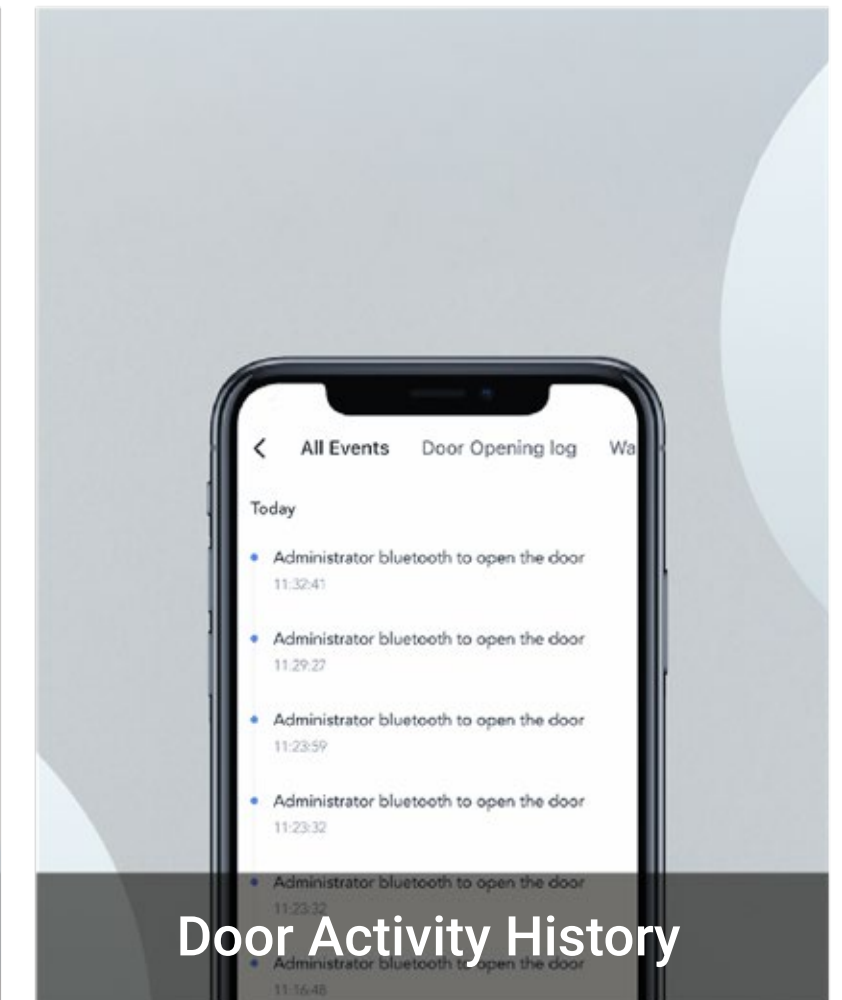 All Events Door Opening log Wa
Today
Administrator bluetooth to open the door
11:32:41
Administrator bluetooth to open the door
11:29:27
Administrator bluetooth to open the door
11:23:59
Administrator bluetooth to open the door
11:23:32
Administrator bluetooth to open the door
11:23:32
Door Activity History
Administrator bluetooth to open the door
11:16:48